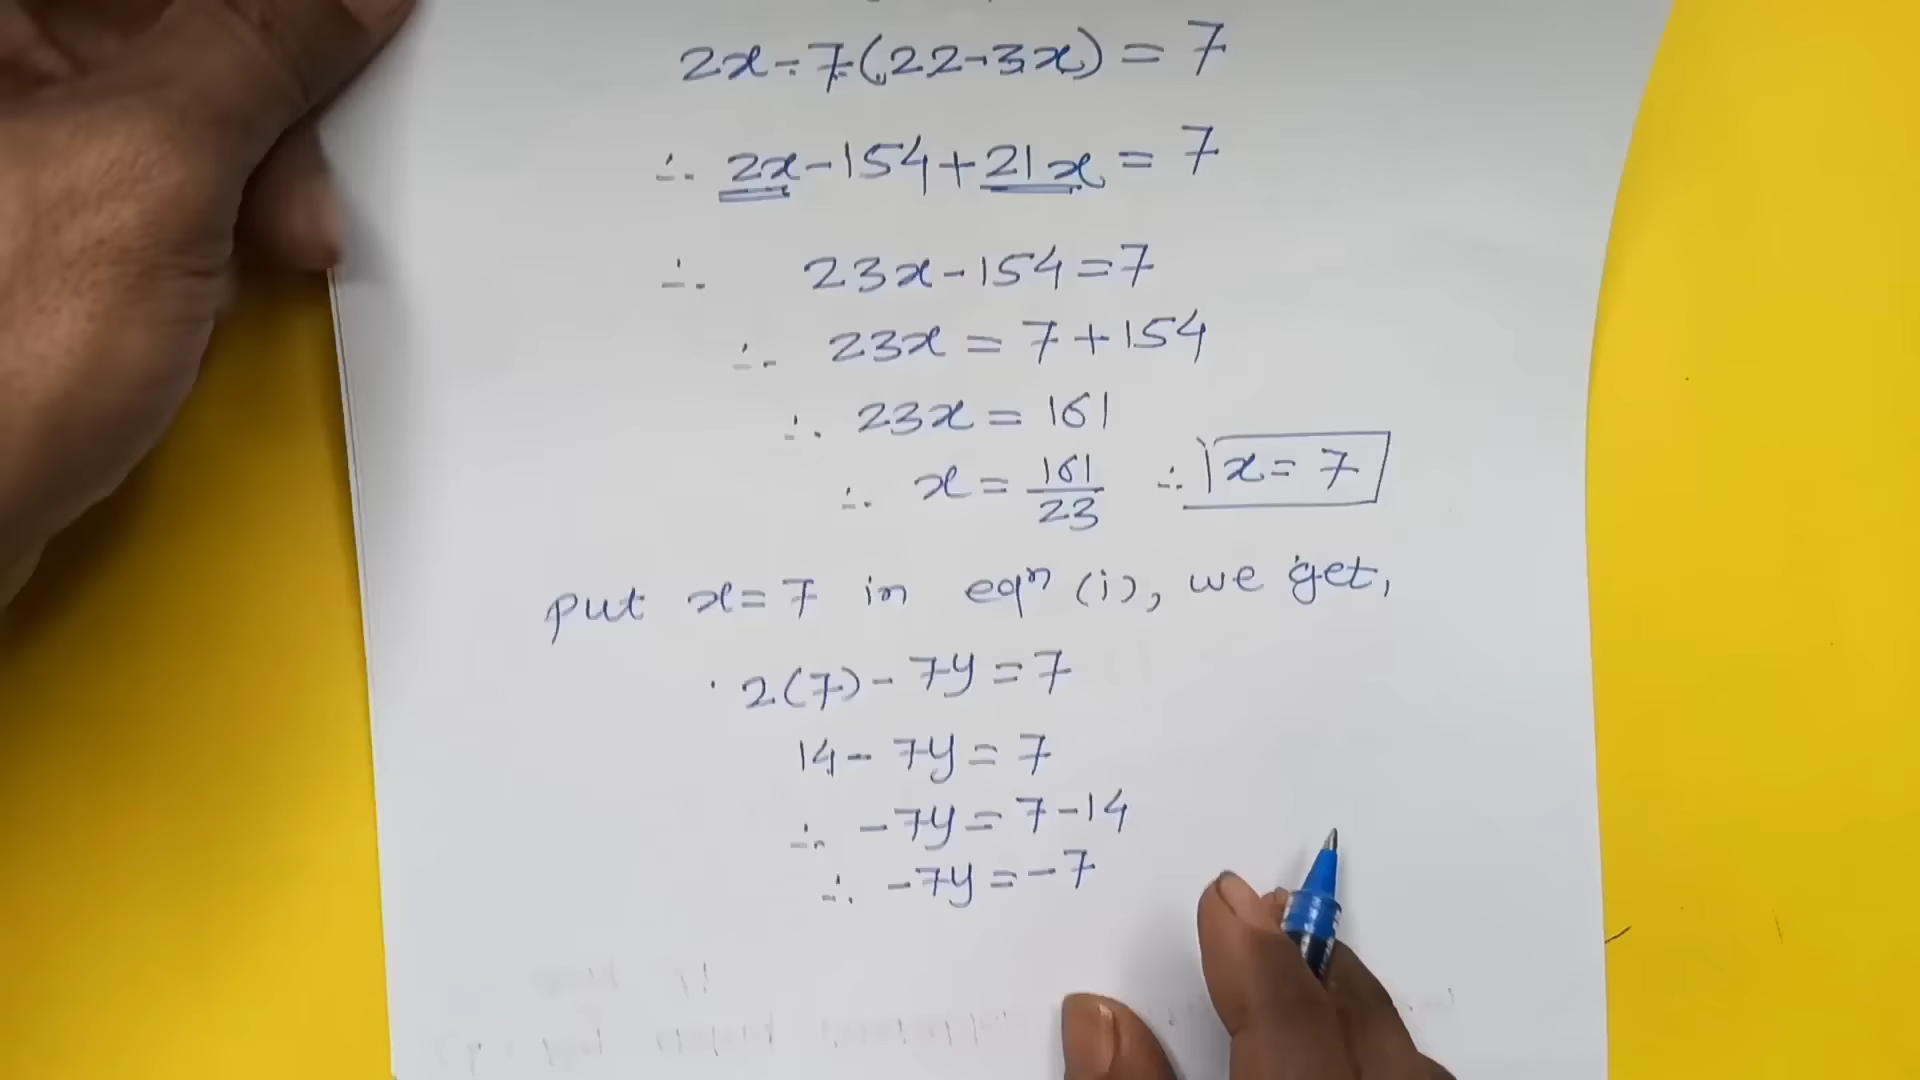 2x-7(22-3x) = 7
∴ 2x-154+21x = 7
∴ 23x-154=7
∴ 23x = 7+154
∴ 23x = 161
∴ x = 161/23 ∴ x = 7
put x=7 in eqⁿ (i), we get,
2(7)-7y=7
14-7y=7
∴ -7y=7-14
∴ -7y=-7